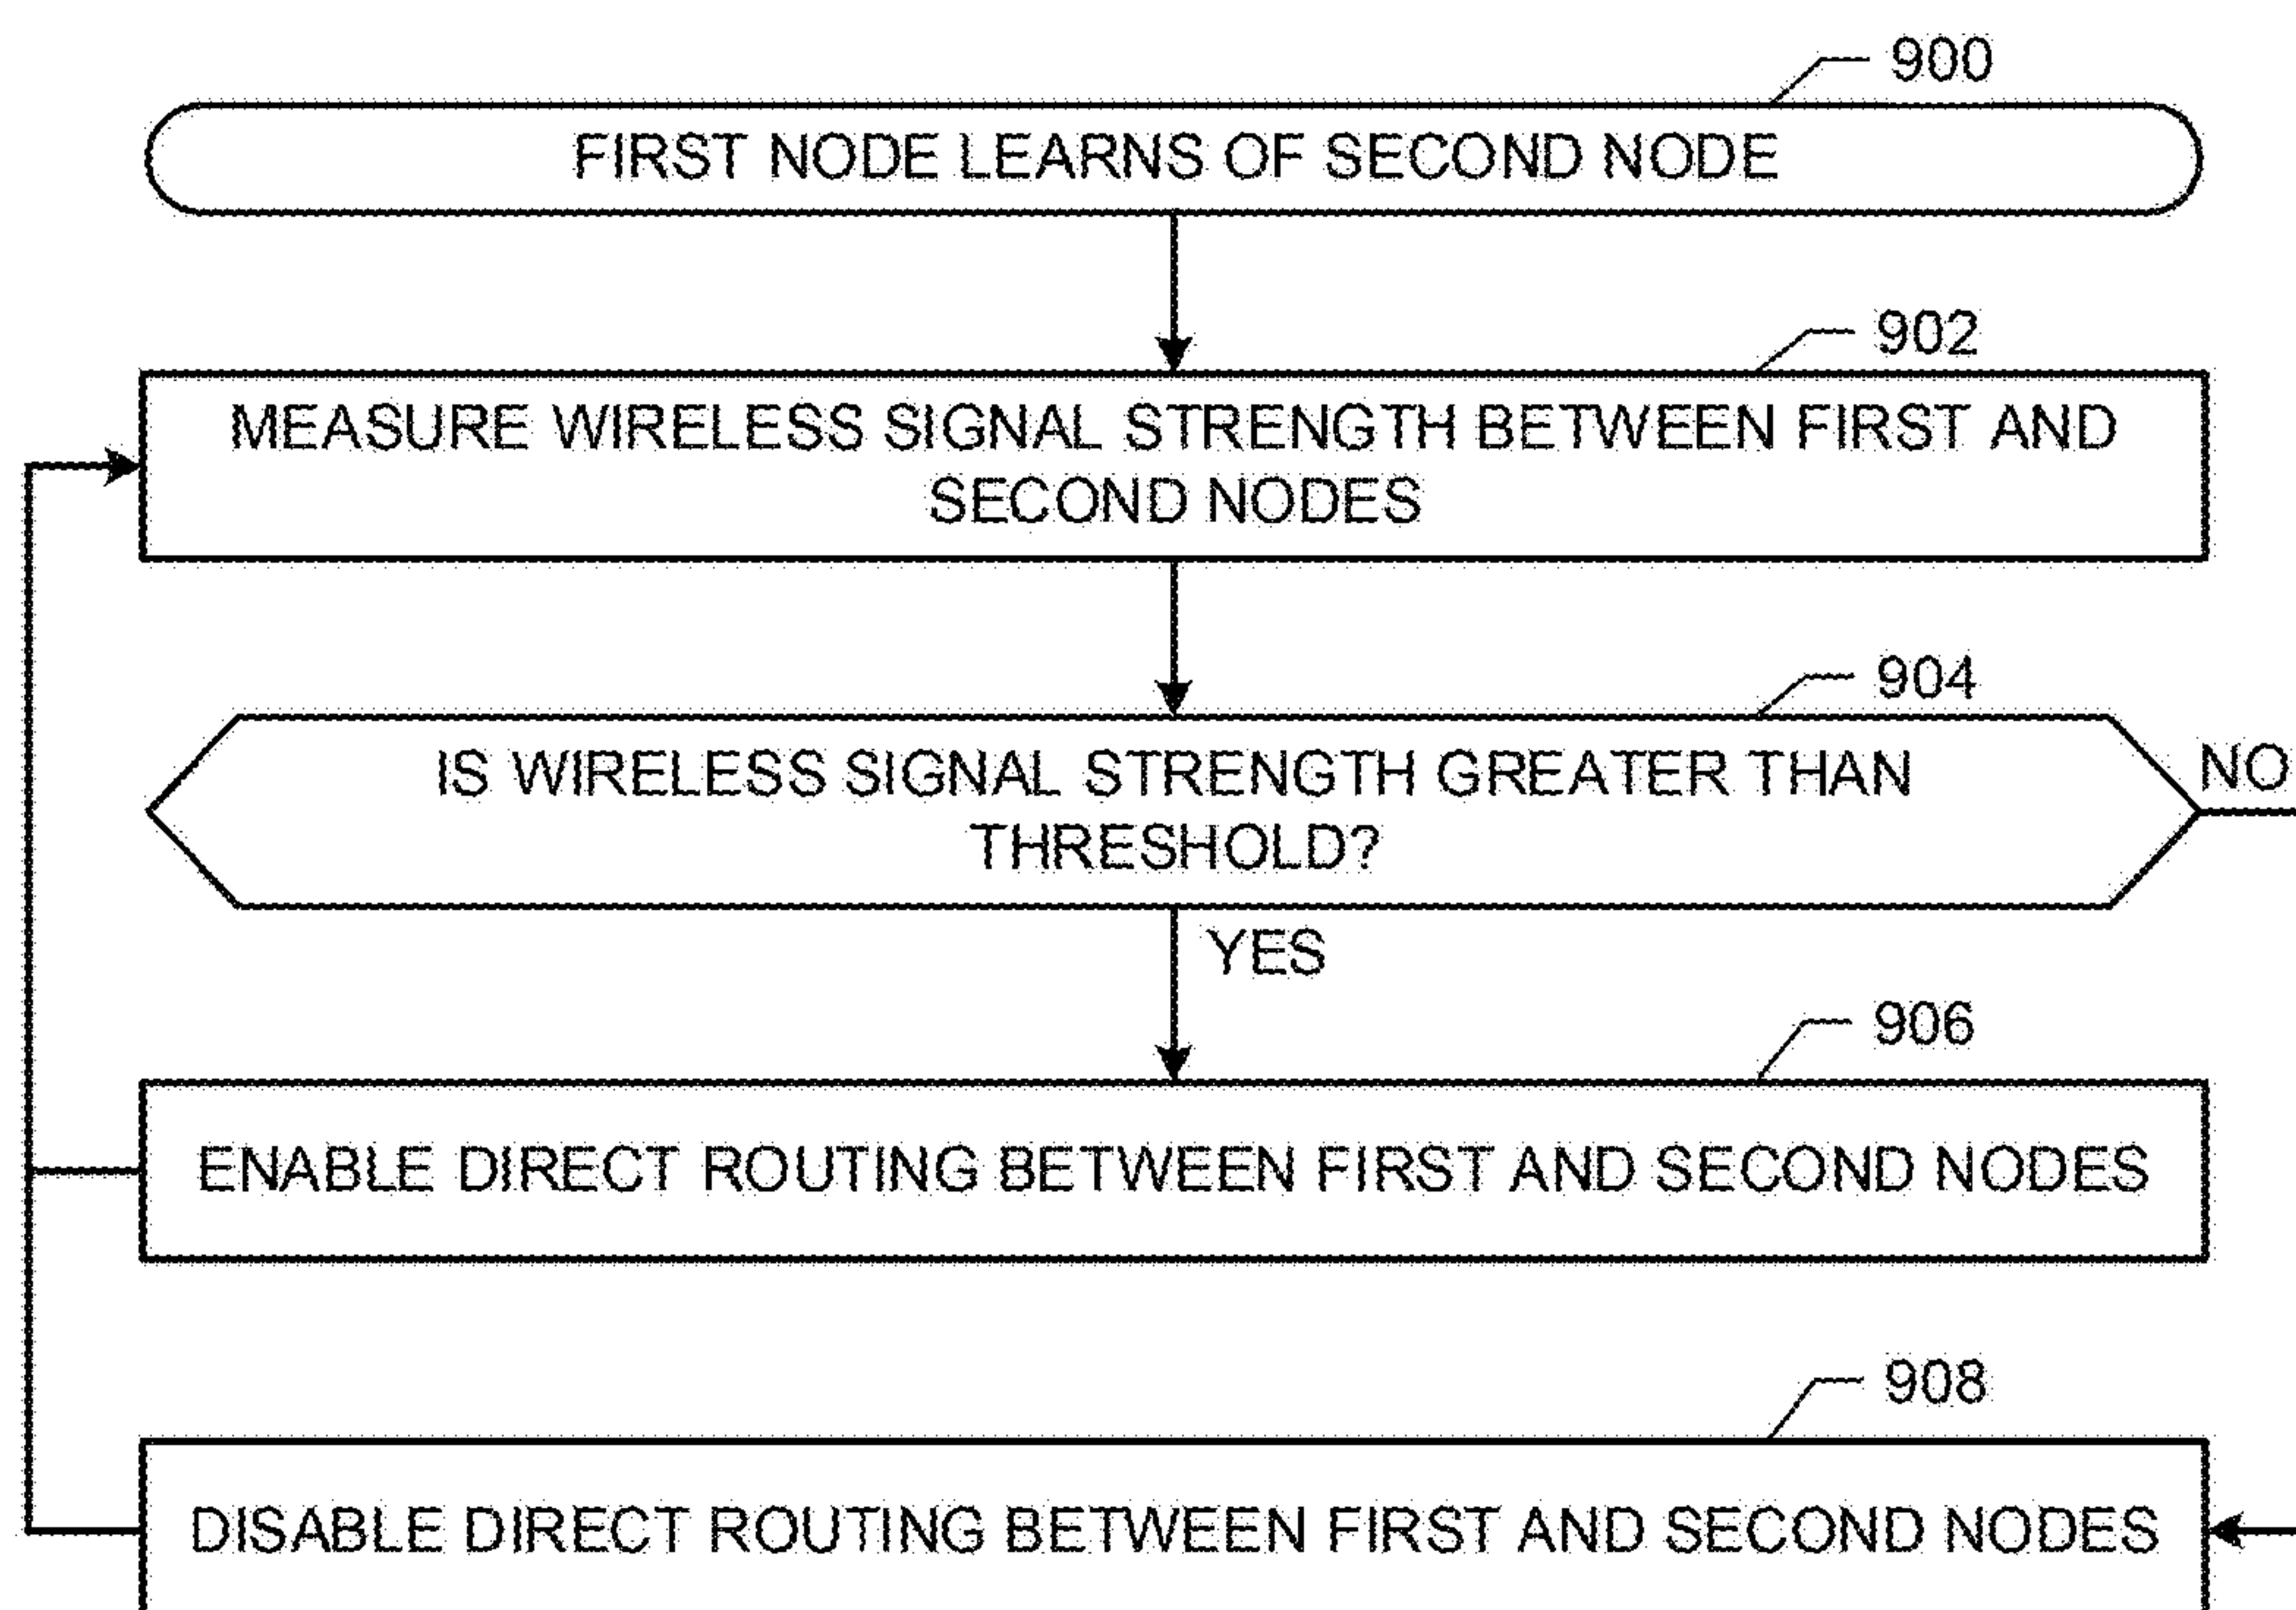 900
FIRST NODE LEARNS OF SECOND NODE
902
MEASURE WIRELESS SIGNAL STRENGTH BETWEEN FIRST AND
SECOND NODES
904
IS WIRELESS SIGNAL STRENGTH GREATER THAN
THRESHOLD?
NO
YES
906
ENABLE DIRECT ROUTING BETWEEN FIRST AND SECOND NODES
908
DISABLE DIRECT ROUTING BETWEEN FIRST AND SECOND NODES